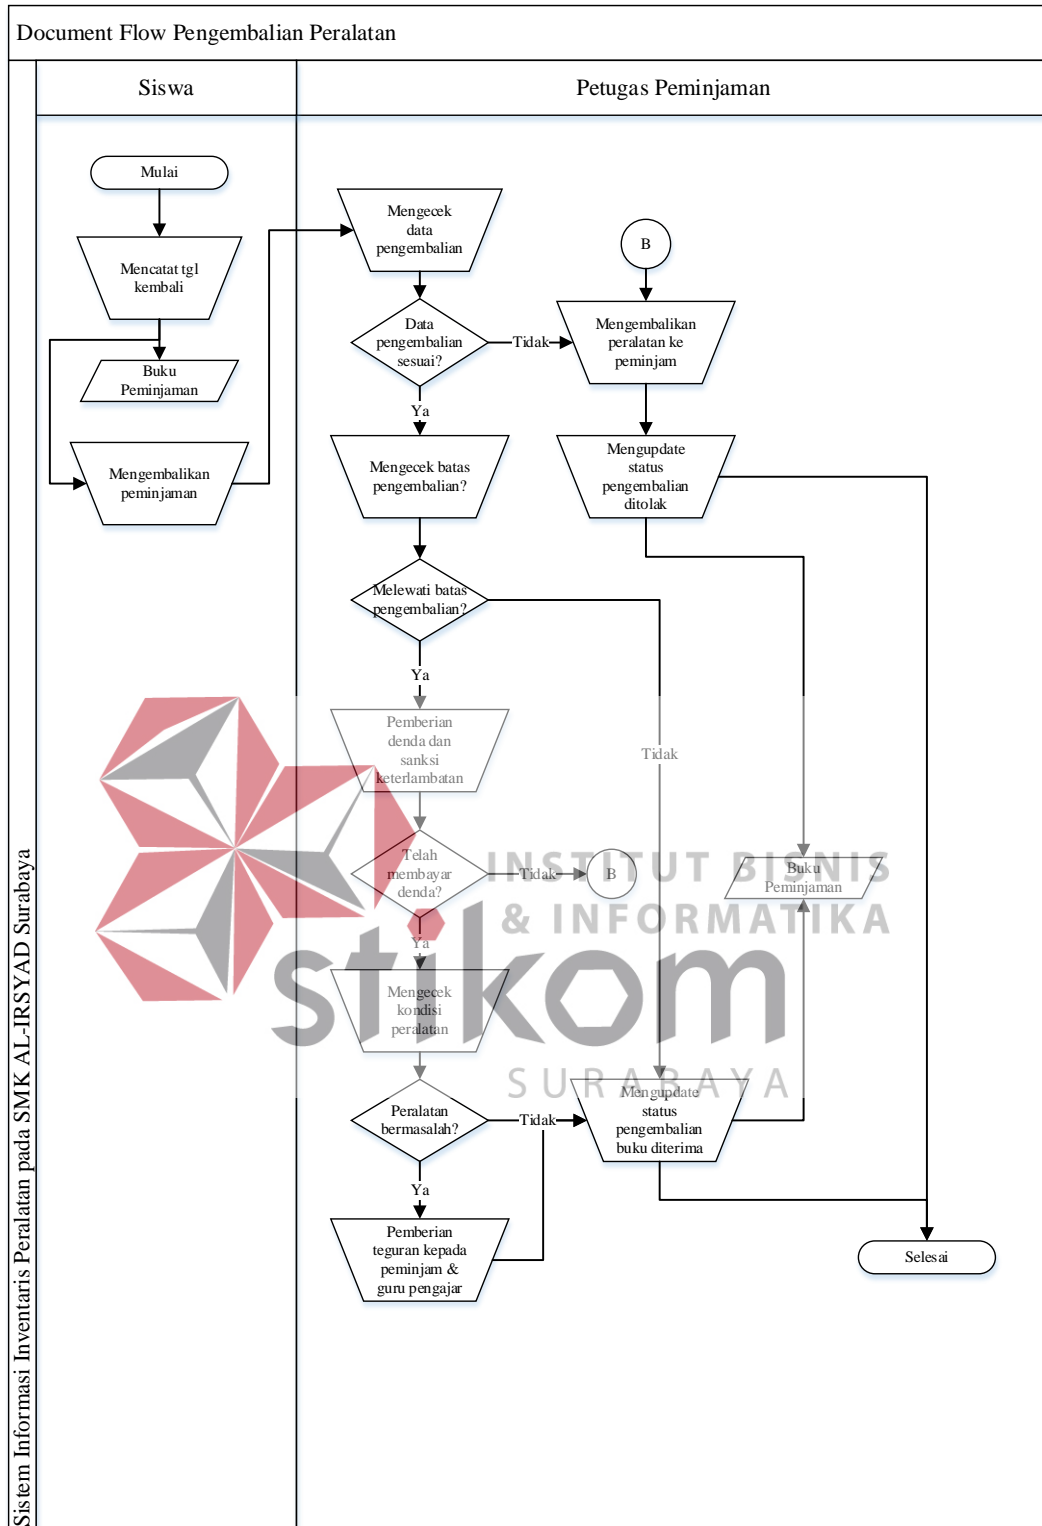 Document Flow Pengembalian Peralatan
Siswa
Petugas Peminjaman
Sistem Informasi Inventaris Peralatan pada SMK AL-IRSYAD Surabaya
Mulai
Mencatat tgl
kembali
Buku
Peminjaman
Mengembalikan
peminjaman
Mengecek
data
pengembalian
Data
pengembalian
sesuai?
Tidak
Ya
Mengecek batas
pengembalian?
Melewati batas
pengembalian?
Ya
Tidak
Pemberian
denda dan
sanksi
keterlambatan
Telah
membayar
denda?
Tidak
B
Ya
Mengecek
kondisi
peralatan
Peralatan
bermasalah?
Tidak
Ya
Pemberian
teguran kepada
peminjam &
guru pengajar
B
Mengembalikan
peralatan ke
peminjam
Mengupdate
status
pengembalian
ditolak
Buku
Peminjaman
Mengupdate
status
pengembalian
buku diterima
Selesai
INSTITUT BISNIS
& INFORMATIKA
stikom
SURABAYA